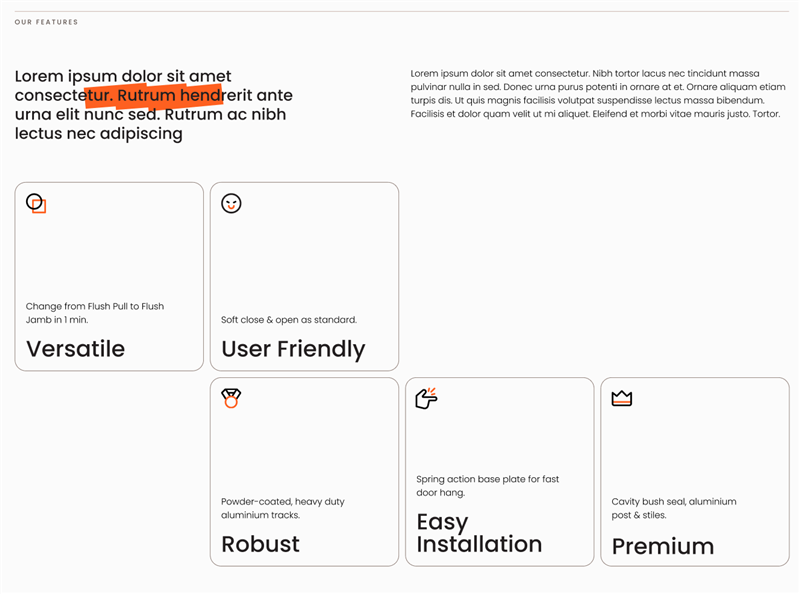 OUR FEATURES
Lorem ipsum dolor sit amet
consectetur. Rutrum hendrerit ante
urna elit nunc sed. Rutrum ac nibh
lectus nec adipiscing
Lorem ipsum dolor sit amet consectetur. Nibh tortor lacus nec tincidunt massa
pulvinar nulla in sed. Donec urna purus potenti in ornare at et. Ornare aliquam etiam
turpis dis. Ut quis magnis facilisis volutpat suspendisse lectus massa bibendum.
Facilisis et dolor quam velit ut mi aliquet. Eleifend et morbi vitae mauris justo. Tortor.
Change from Flush Pull to Flush
Jamb in 1 min.
Versatile
Soft close & open as standard.
User Friendly
Powder-coated, heavy duty
aluminium tracks.
Robust
Spring action base plate for fast
door hang.
Easy
Installation
Cavity bush seal, aluminium
post & stiles.
Premium